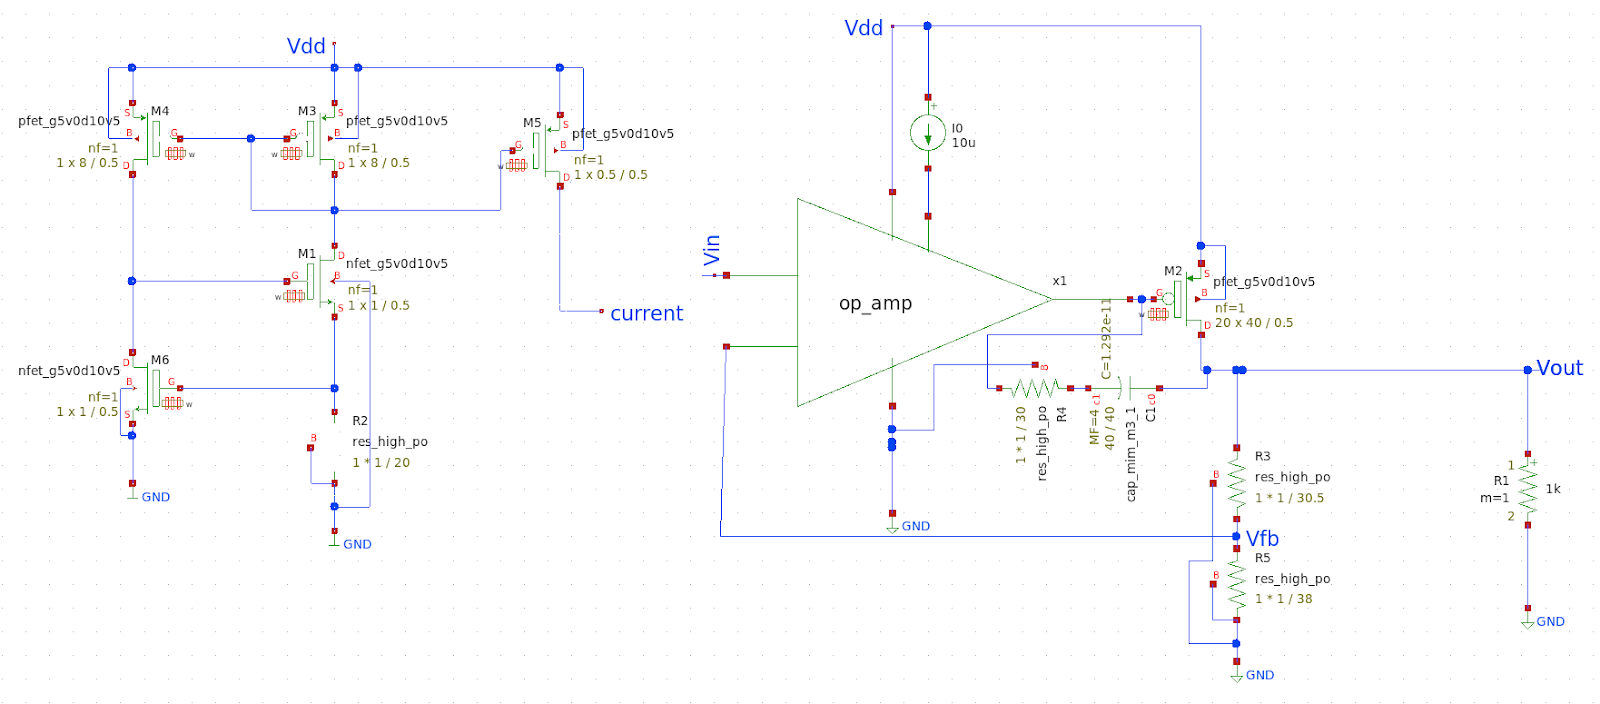 Vdd
S
M4
pfet_g5v0d10v5
B
G
w
nf=1
1 x 8 / 0.5
D
M3
S
pfet_g5v0d10v5
G
B
w
nf=1
1 x 8 / 0.5
D
M5
S
pfet_g5v0d10v5
G
B
w
nf=1
1 x 0.5 / 0.5
D
current
M1
D
nfet_g5v0d10v5
G
B
w
nf=1
1 x 1 / 0.5
S
M6
D
nfet_g5v0d10v5
B
G
w
nf=1
1 x 1 / 0.5
S
GND
R2
B
res_high_po
1 * 1 / 20
GND
Vdd
+
I0
10u
Vin
op_amp
x1
M2
S
pfet_g5v0d10v5
G
B
w
nf=1
20 x 40 / 0.5
D
B
1 * 1 / 30
res_high_po
R4
C=1.292e-11
c1
MF=4
40 / 40
cap_mim_m3_1
C1
c0
GND
Vout
R3
B
res_high_po
1 * 1 / 30.5
Vfb
R5
B
res_high_po
1 * 1 / 38
GND
1
+
R1
1k
m=1
2
GND